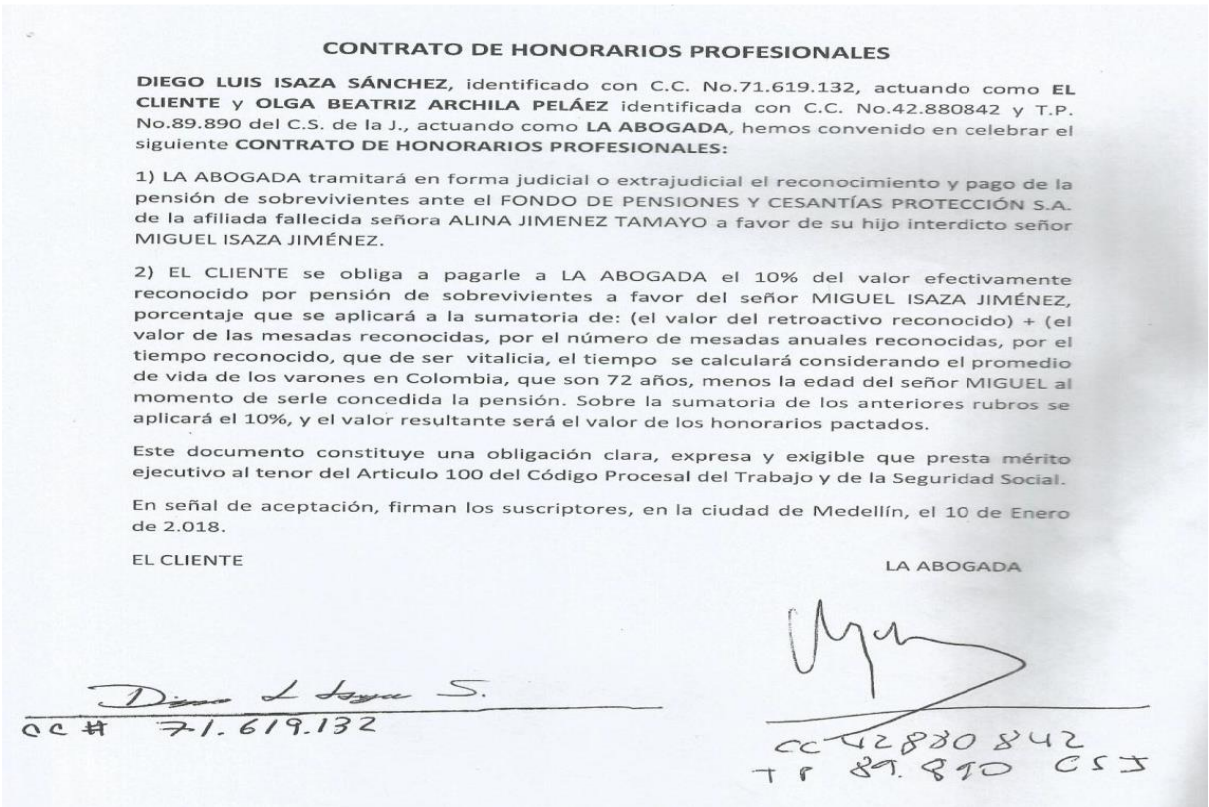 CONTRATO DE HONORARIOS PROFESIONALES
DIEGO LUIS ISAZA SÁNCHEZ, identificado con C.C. No.71.619.132, actuando como EL
CLIENTE y OLGA BEATRIZ ARCHILA PELÁEZ identificada con C.C. No.42.880842 y T.P.
No.89.890 del C.S. de la J., actuando como LA ABOGADA, hemos convenido en celebrar el
siguiente CONTRATO DE HONORARIOS PROFESIONALES:
1) LA ABOGADA tramitará en forma judicial o extrajudicial el reconocimiento y pago de la
pensión de sobrevivientes ante el FONDO DE PENSIONES Y CESANTÍAS PROTECCIÓN S.A.
de la afiliada fallecida señora ALINA JIMENEZ TAMAYO a favor de su hijo interdicto señor
MIGUEL ISAZA JIMÉNEZ.
2) EL CLIENTE se obliga a pagarle a LA ABOGADA el 10% del valor efectivamente
reconocido por pensión de sobrevivientes a favor del señor MIGUEL ISAZA JIMÉNEZ,
porcentaje que se aplicará a la sumatoria de: (el valor del retroactivo reconocido) + (el
valor de las mesadas reconocidas, por el número de mesadas anuales reconocidas, por el
tiempo reconocido, que de ser vitalicia, el tiempo se calculará considerando el promedio
de vida de los varones en Colombia, que son 72 años, menos la edad del señor MIGUEL al
momento de serle concedida la pensión. Sobre la sumatoria de los anteriores rubros se
aplicará el 10%, y el valor resultante será el valor de los honorarios pactados.
Este documento constituye una obligación clara, expresa y exigible que presta mérito
ejecutivo al tenor del Articulo 100 del Código Procesal del Trabajo y de la Seguridad Social.
En señal de aceptación, firman los suscriptores, en la ciudad de Medellín, el 10 de Enero
de 2.018.
EL CLIENTE
LA ABOGADA
CC # 71.619.132
CC 42880842
TP 89.890 CSJ